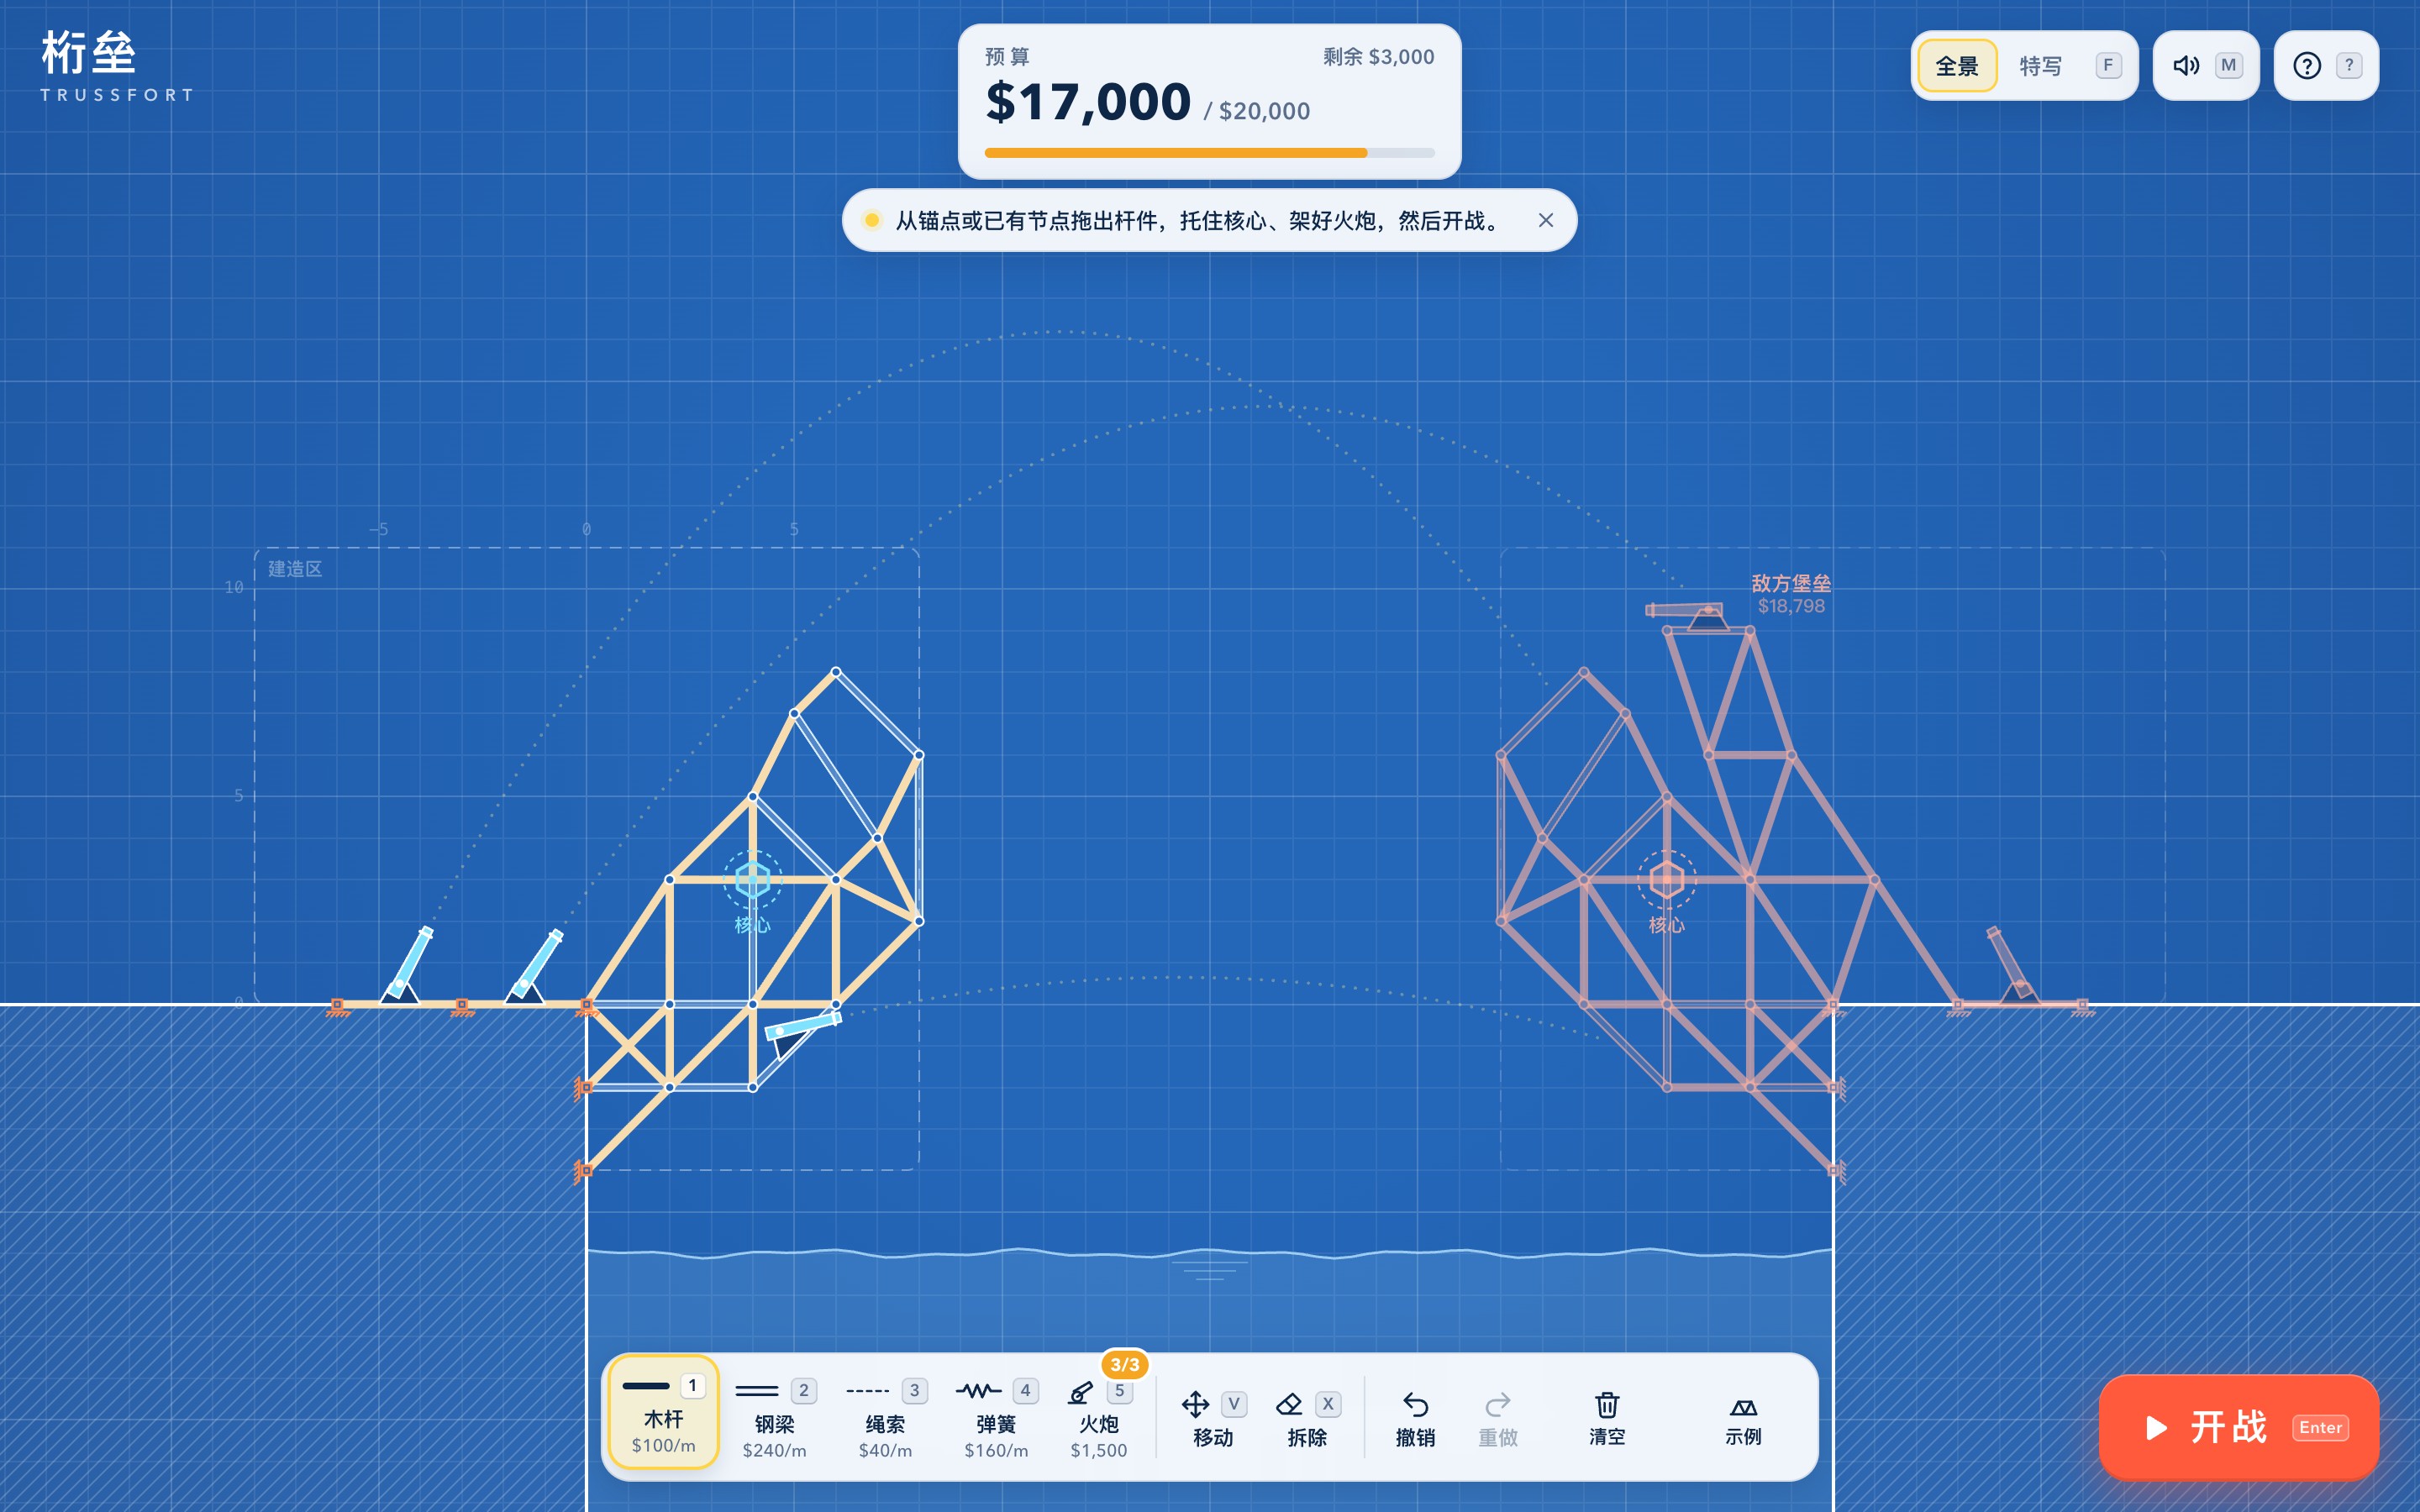 桁垒
TRUSSFORT
预算 剩余 $3,000
$17,000 / $20,000
从锚点或已有节点拖出杆件，托住核心、架好火炮，然后开战。
全景 特写 F
M
?
−5 0 5
建造区
10
5
0
敌方堡垒
$18,798
核心
核心
3/3
1
木杆
$100/m
2
钢梁
$240/m
3
绳索
$40/m
4
弹簧
$160/m
5
火炮
$1,500
V
移动
X
拆除
撤销
重做
清空
示例
开战 Enter